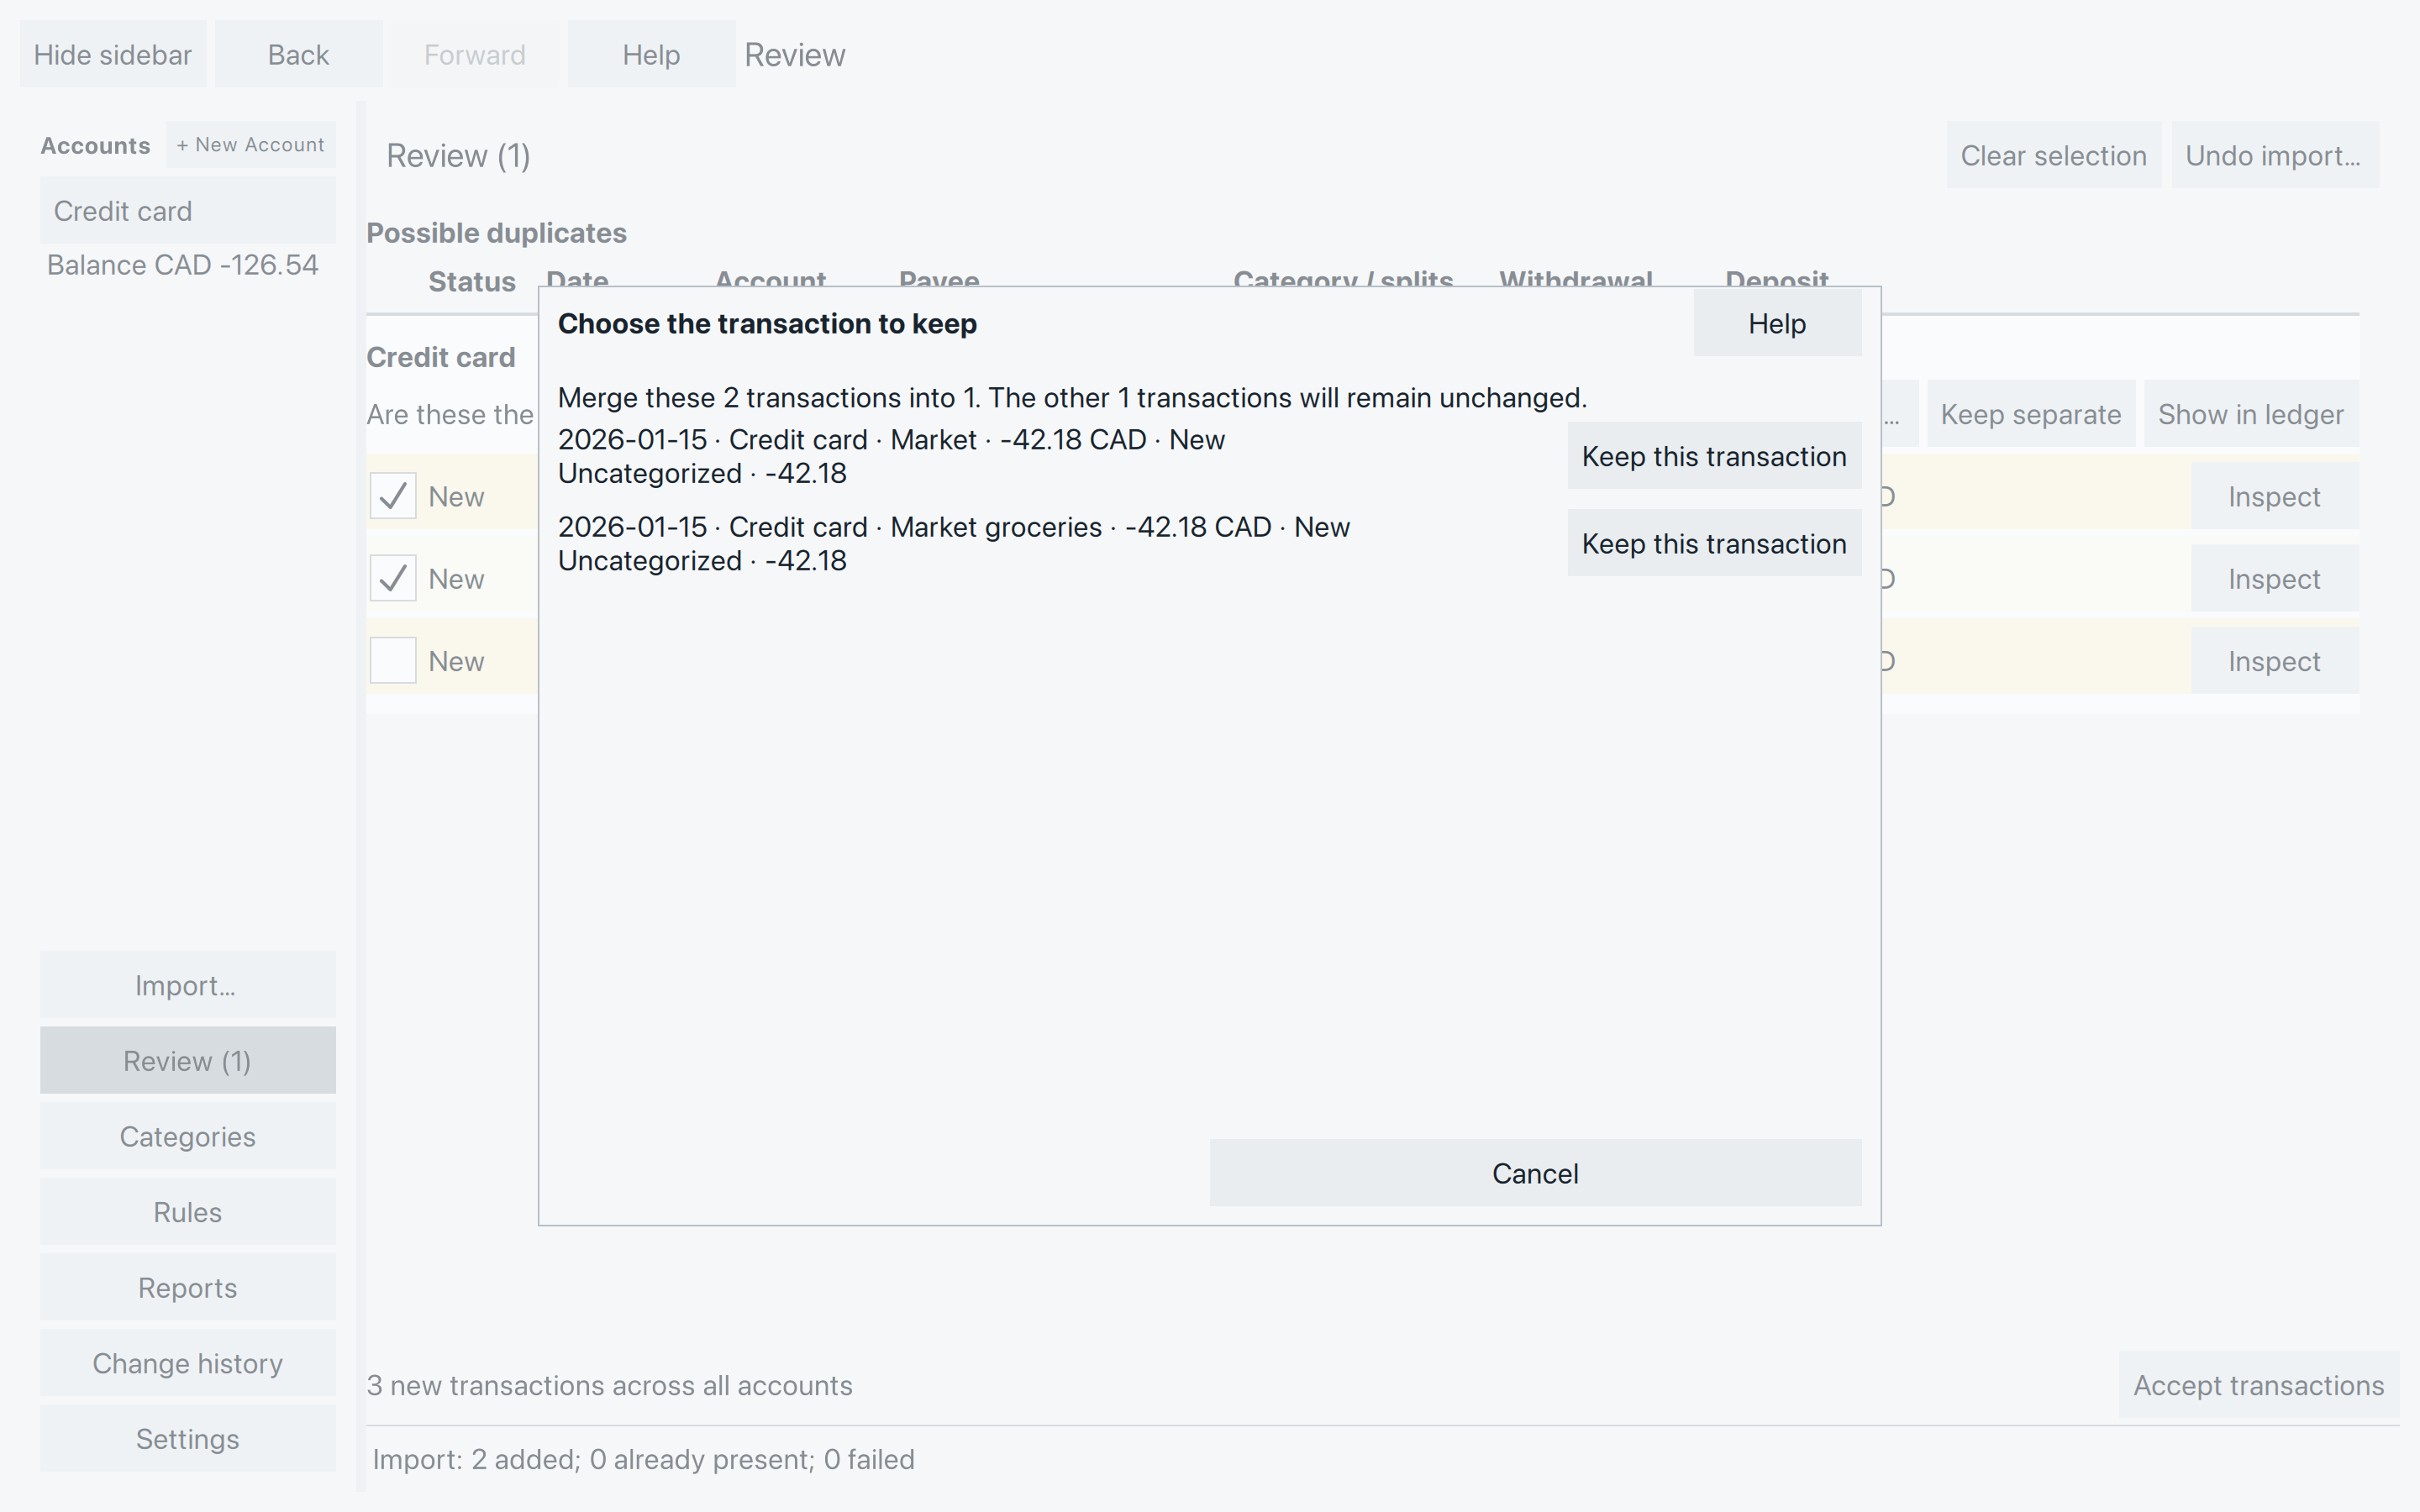 Hide sidebar Back Forward Help Review
Accounts + New Account
Credit card
Balance CAD -126.54
Review (1) Clear selection Undo import...
Possible duplicates
Status Date Account Payee Category / splits Withdrawal Deposit
Credit card
Are these the
... Keep separate Show in ledger
New D Inspect
New D Inspect
New D Inspect
Choose the transaction to keep Help
Merge these 2 transactions into 1. The other 1 transactions will remain unchanged.
2026-01-15 · Credit card · Market · -42.18 CAD · New
Uncategorized · -42.18
Keep this transaction
2026-01-15 · Credit card · Market groceries · -42.18 CAD · New
Uncategorized · -42.18
Keep this transaction
Cancel
Import...
Review (1)
Categories
Rules
Reports
Change history
Settings
3 new transactions across all accounts Accept transactions
Import: 2 added; 0 already present; 0 failed